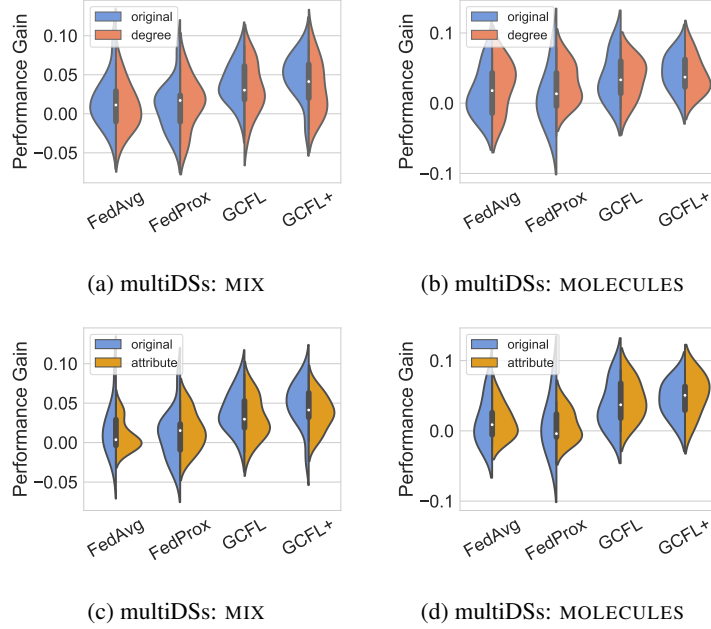 original
degree
0.10
0.05
0.00
−0.05
Performance Gain
FedAvg
FedProx
GCFL
GCFL+
(a) multiDSs: MIX
original
degree
0.1
0.0
−0.1
Performance Gain
FedAvg
FedProx
GCFL
GCFL+
(b) multiDSs: MOLECULES
original
attribute
0.10
0.05
0.00
−0.05
Performance Gain
FedAvg
FedProx
GCFL
GCFL+
(c) multiDSs: MIX
original
attribute
0.1
0.0
−0.1
Performance Gain
FedAvg
FedProx
GCFL
GCFL+
(d) multiDSs: MOLECULES